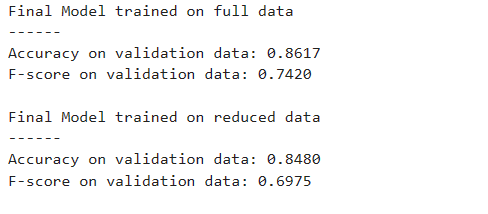 Final Model trained on full data
------
Accuracy on validation data: 0.8617
F-score on validation data: 0.7420

Final Model trained on reduced data
------
Accuracy on validation data: 0.8480
F-score on validation data: 0.6975